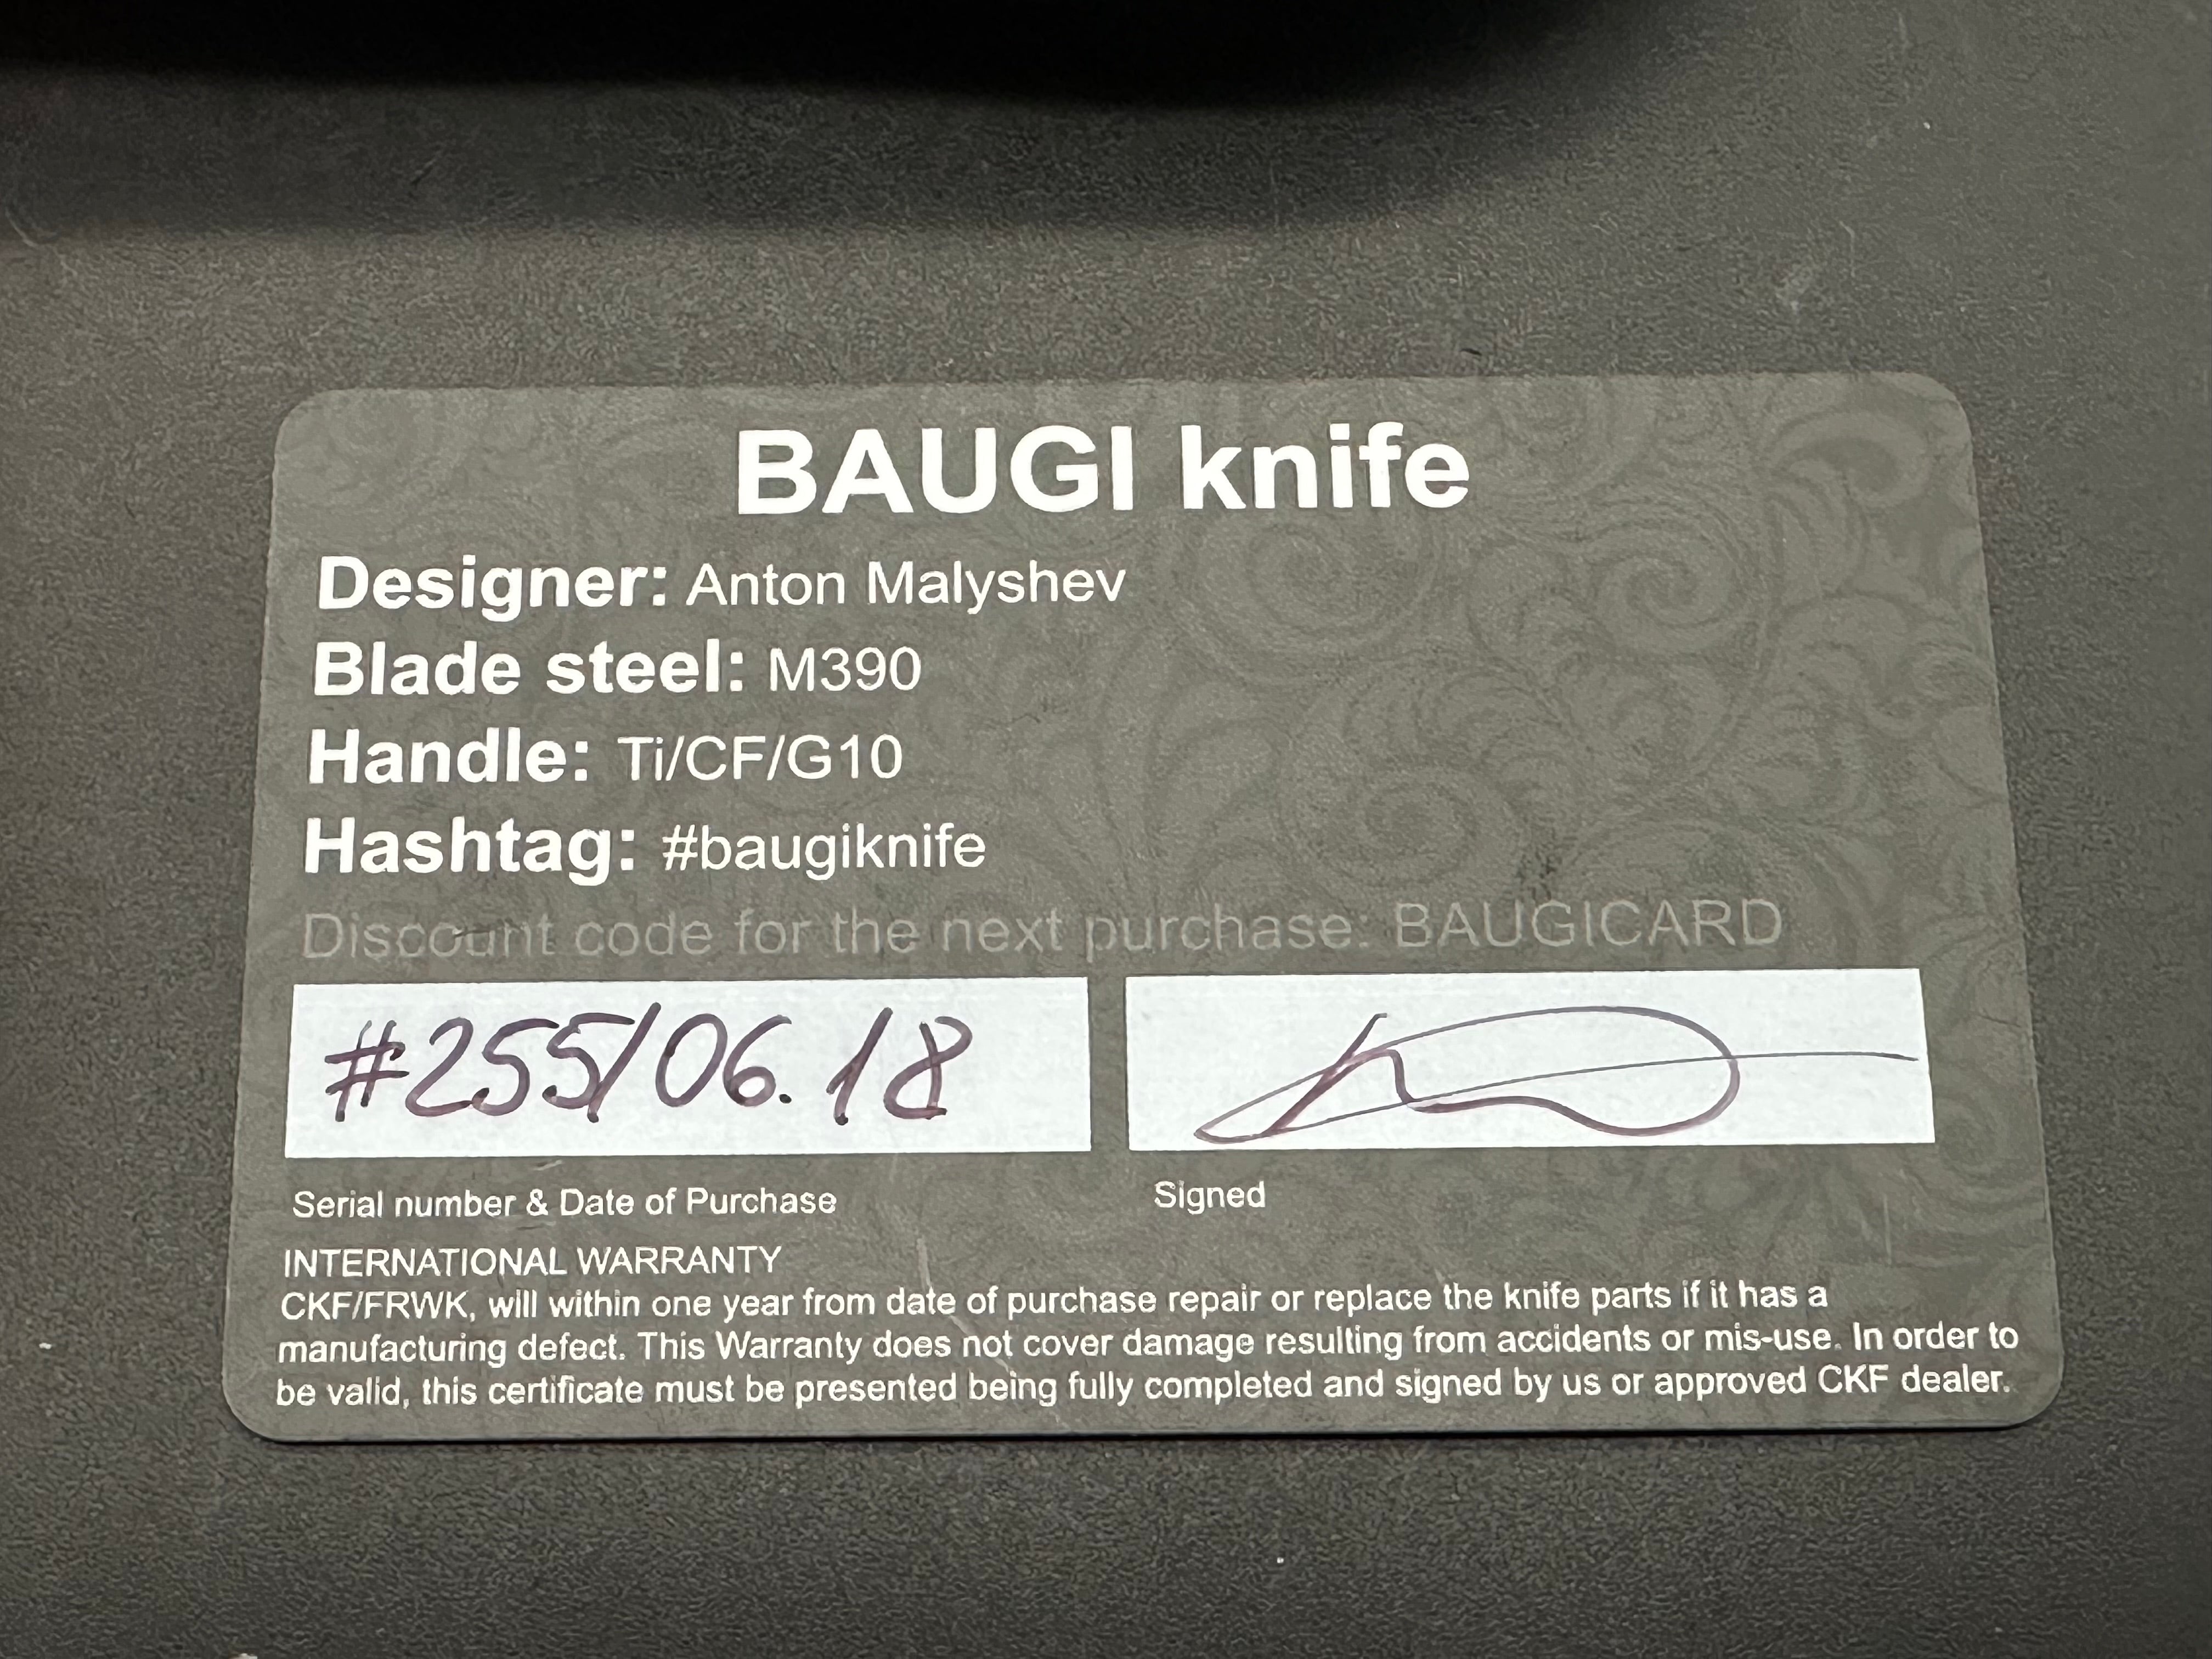 BAUGI knife
Designer: Anton Malyshev
Blade steel: M390
Handle: Ti/CF/G10
Hashtag: #baugiknife
Discount code for the next purchase: BAUGICARD
#255/06.18
Serial number & Date of Purchase
Signed
INTERNATIONAL WARRANTY
CKF/FRWK, will within one year from date of purchase repair or replace the knife parts if it has a
manufacturing defect. This Warranty does not cover damage resulting from accidents or mis-use. In order to
be valid, this certificate must be presented being fully completed and signed by us or approved CKF dealer.